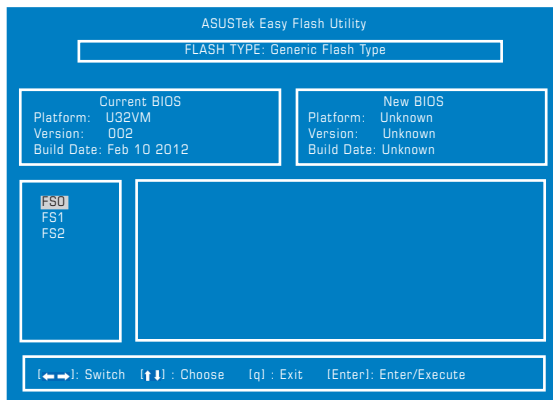 ASUSTek Easy Flash Utility
FLASH TYPE: Generic Flash Type
Current BIOS
Platform: U32VM
Version: 002
Build Date: Feb 10 2012
New BIOS
Platform: Unknown
Version: Unknown
Build Date: Unknown
FS0
FS1
FS2
[←→]: Switch [↑↓] : Choose [q] : Exit [Enter]: Enter/Execute